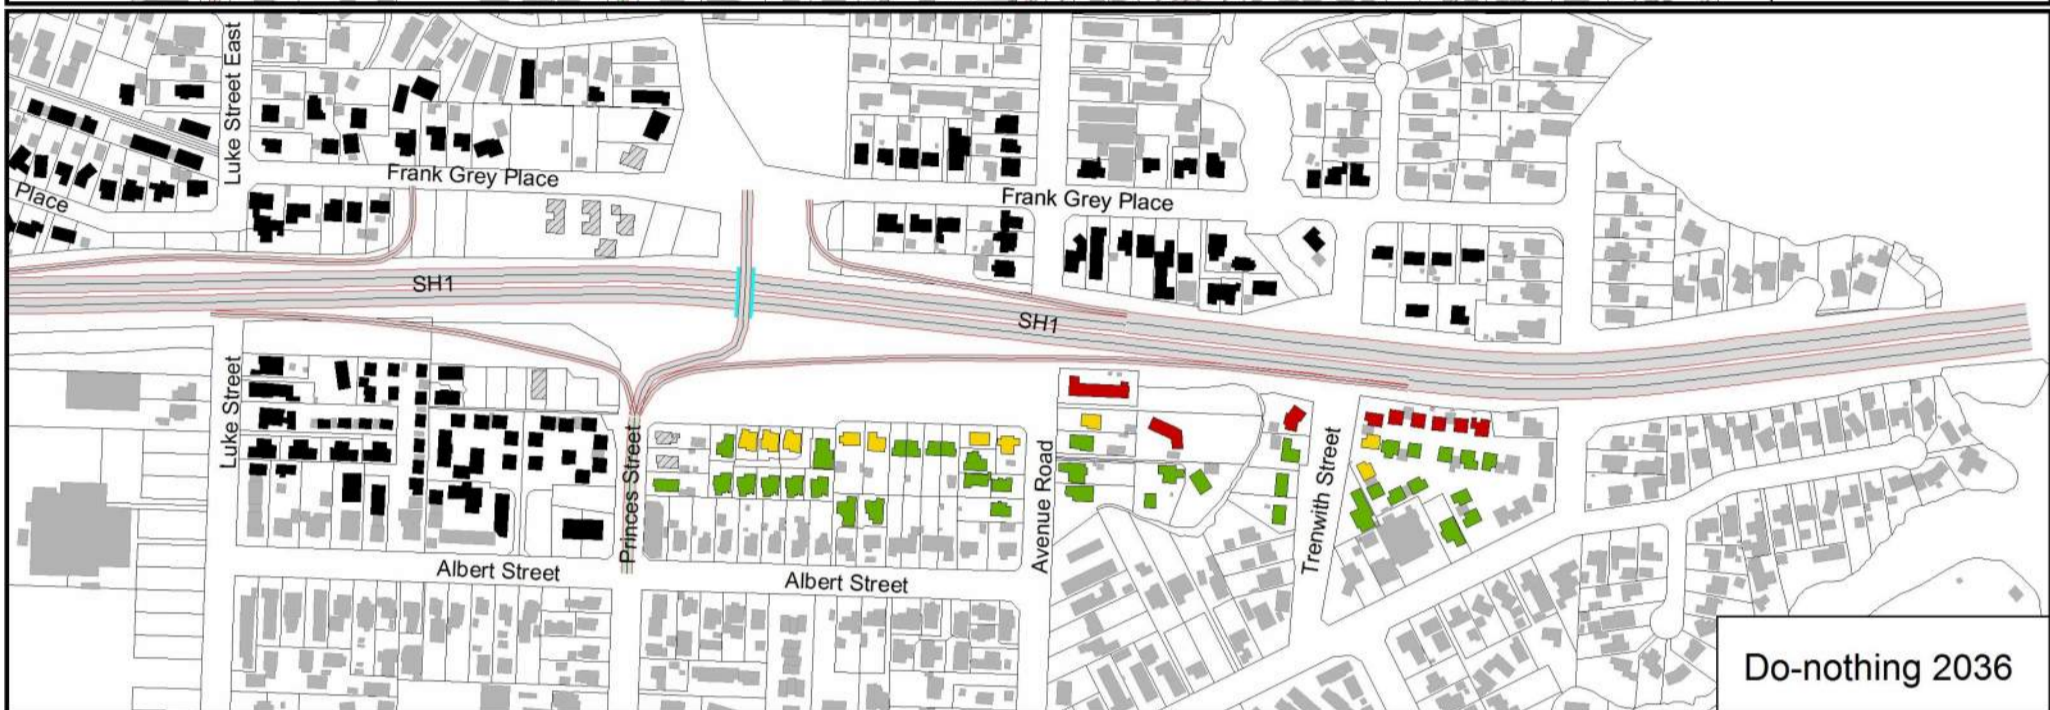 Luke Street East
Frank Grey Place
Place
Frank Grey Place
SH1
SH1
Luke Street
Princes Street
Avenue Road
Trenwith Street
Albert Street
Albert Street
Do-nothing 2036